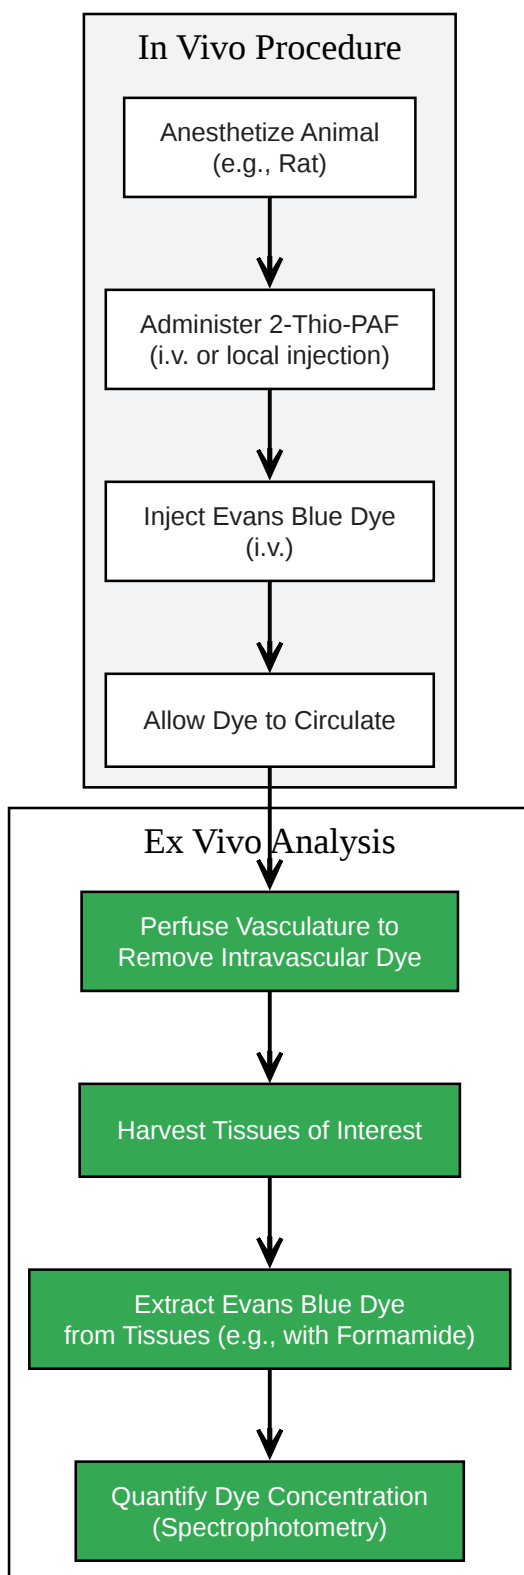 In Vivo Procedure
Anesthetize Animal
(e.g., Rat)
Administer 2-Thio-PAF
(i.v. or local injection)
Inject Evans Blue Dye
(i.v.)
Allow Dye to Circulate
Ex Vivo Analysis
Perfuse Vasculature to
Remove Intravascular Dye
Harvest Tissues of Interest
Extract Evans Blue Dye
from Tissues (e.g., with Formamide)
Quantify Dye Concentration
(Spectrophotometry)